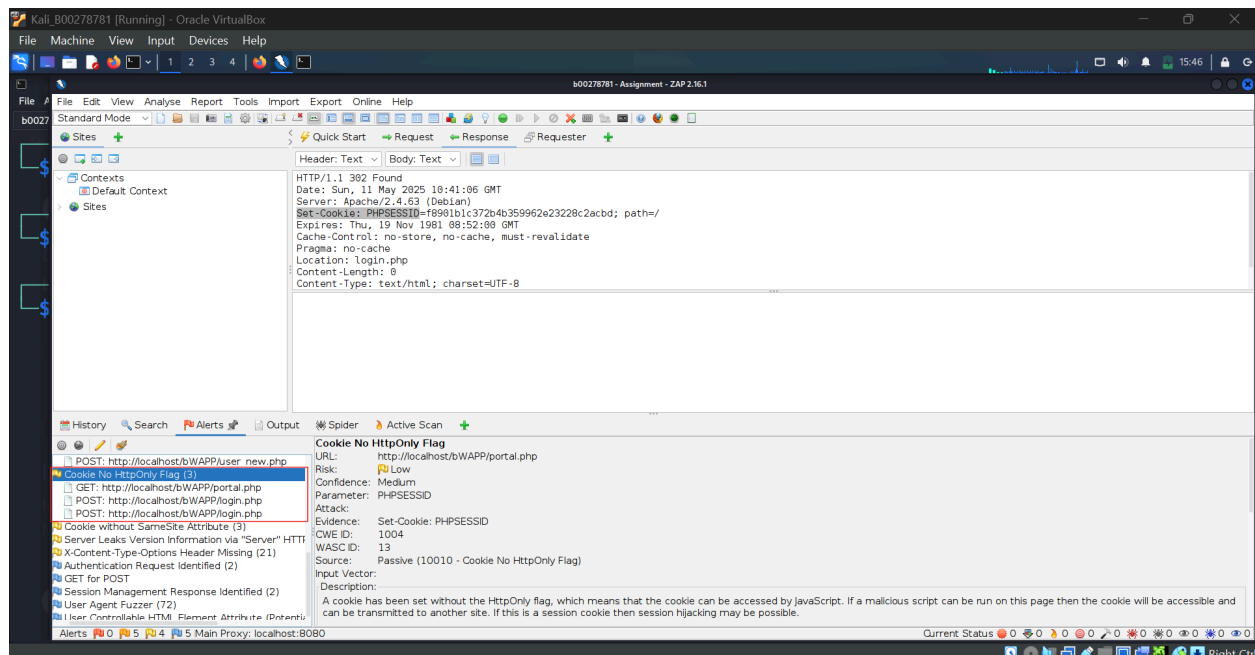 Kali_B00278781 [Running] - Oracle VirtualBox
File Machine View Input Devices Help
1 2 3 4
15:46
b00278781 - Assignment - ZAP 2.16.1
File A
File Edit View Analyse Report Tools Import Export Online Help
b0027
Standard Mode
Sites
Quick Start Request Response Requester
Header: Text Body: Text
Contexts
Default Context
Sites
HTTP/1.1 302 Found
Date: Sun, 11 May 2025 10:41:06 GMT
Server: Apache/2.4.63 (Debian)
Set-Cookie: PHPSESSID=f8901b1c372b4b359962e23228c2acbd; path=/
Expires: Thu, 19 Nov 1981 08:52:00 GMT
Cache-Control: no-store, no-cache, must-revalidate
Pragma: no-cache
Location: login.php
Content-Length: 0
Content-Type: text/html; charset=UTF-8
$
$
$
History Search Alerts Output Spider Active Scan
POST: http://localhost/bWAPP/user_new.php
Cookie No HttpOnly Flag (3)
GET: http://localhost/bWAPP/portal.php
POST: http://localhost/bWAPP/login.php
POST: http://localhost/bWAPP/login.php
Cookie without SameSite Attribute (3)
Server Leaks Version Information via "Server" HTTP
X-Content-Type-Options Header Missing (21)
Authentication Request Identified (2)
GET for POST
Session Management Response Identified (2)
User Agent Fuzzer (72)
User Controllable HTML Element Attribute (Potentia
Cookie No HttpOnly Flag
URL: http://localhost/bWAPP/portal.php
Risk: Low
Confidence: Medium
Parameter: PHPSESSID
Attack:
Evidence: Set-Cookie: PHPSESSID
CWE ID: 1004
WASC ID: 13
Source: Passive (10010 - Cookie No HttpOnly Flag)
Input Vector:
Description:
A cookie has been set without the HttpOnly flag, which means that the cookie can be accessed by JavaScript. If a malicious script can be run on this page then the cookie will be accessible and
can be transmitted to another site. If this is a session cookie then session hijacking may be possible.
Alerts 0 5 4 5 Main Proxy: localhost:8080
Current Status 0 0 0 0 0 0 0 0 0 0
Right Ctrl